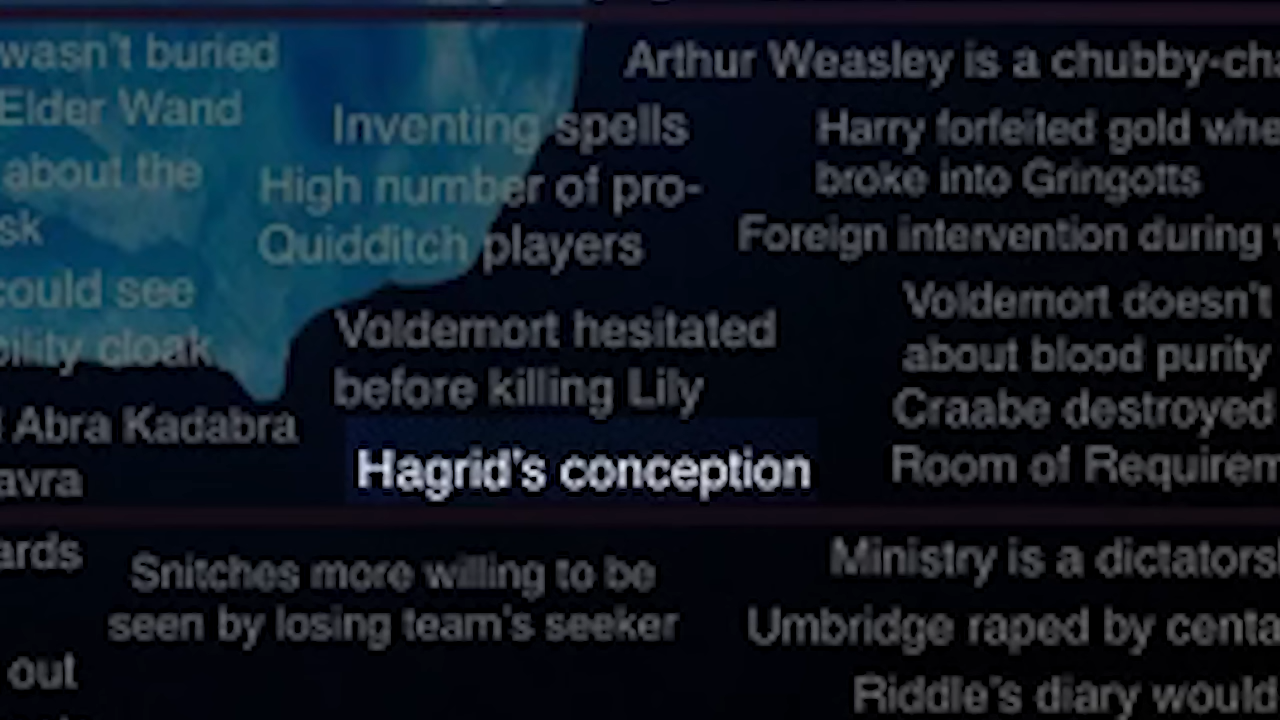 wasn't buried
Elder Wand
about the
sk
could see
bility cloak
Abra Kadabra
avra
Inventing spells
High number of pro-
Quidditch players
Voldemort hesitated
before killing Lily
Hagrid's conception
Arthur Weasley is a chubby-cha
Harry forfeited gold whe
broke into Gringotts
Foreign intervention during
Voldemort doesn't
about blood purity
Craabe destroyed
Room of Requirem
ards
Snitches more willing to be
seen by losing team's seeker
out
Ministry is a dictators
Umbridge raped by centa
Riddle's diary would